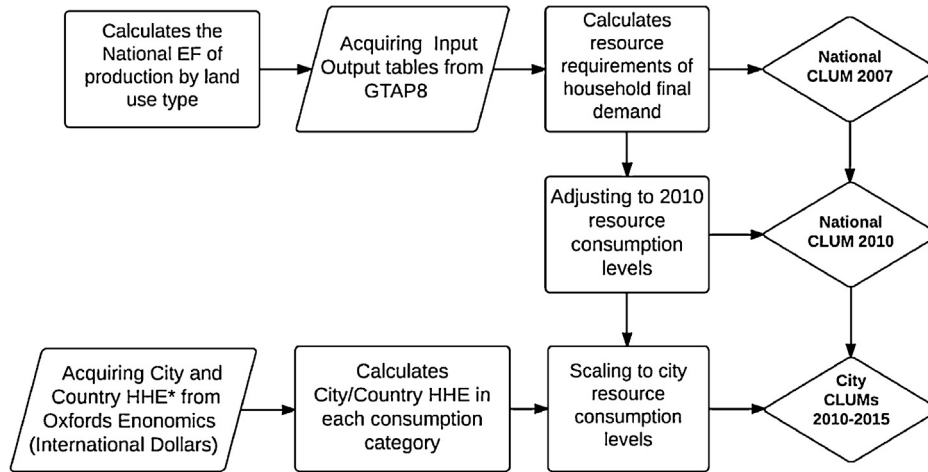 Calculates the
National EF of
production by land
use type
Acquiring Input
Output tables from
GTAP8
Calculates
resource
requirements of
household final
demand
National
CLUM 2007
Adjusting to 2010
resource
consumption
levels
National
CLUM 2010
Acquiring City and
Country HHE* from
Oxfords Enonomics
(International Dollars)
Calculates
City/Country HHE in
each consumption
category
Scaling to city
resource
consumption
levels
City
CLUMs
2010-2015